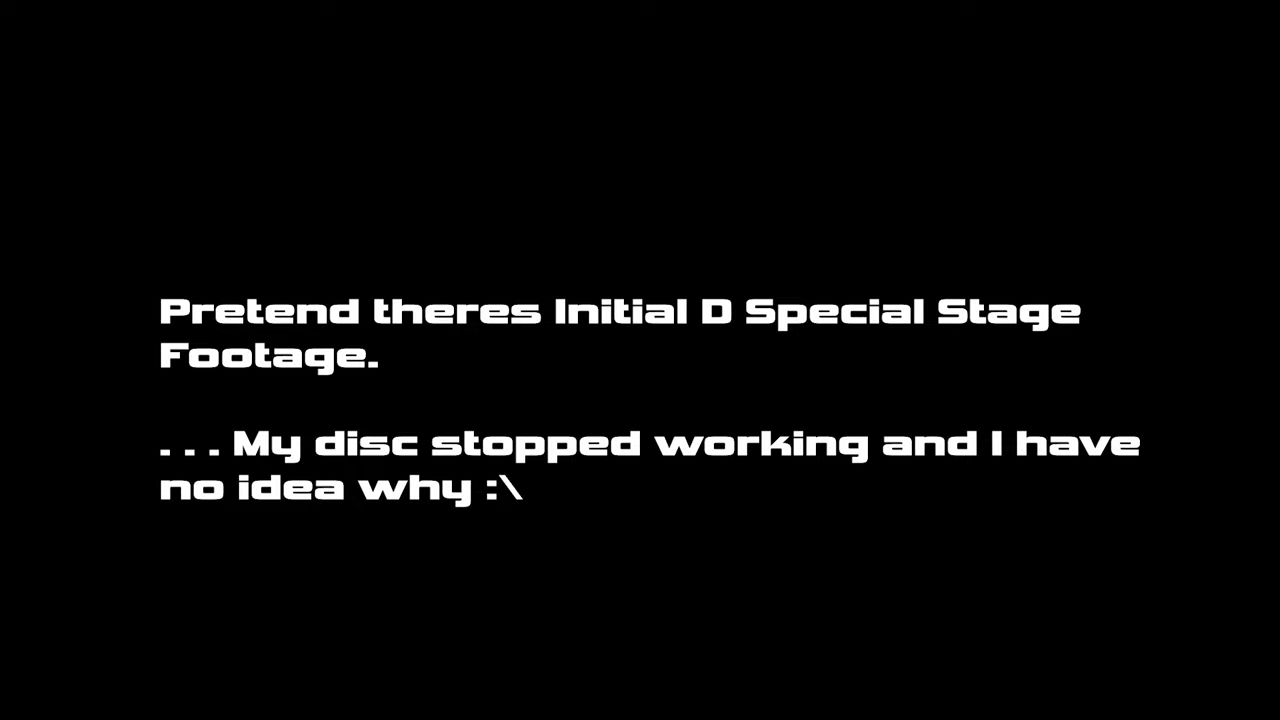 Pretend theres Initial D Special Stage
Footage.
. . . My disc stopped working and I have
no idea why :\